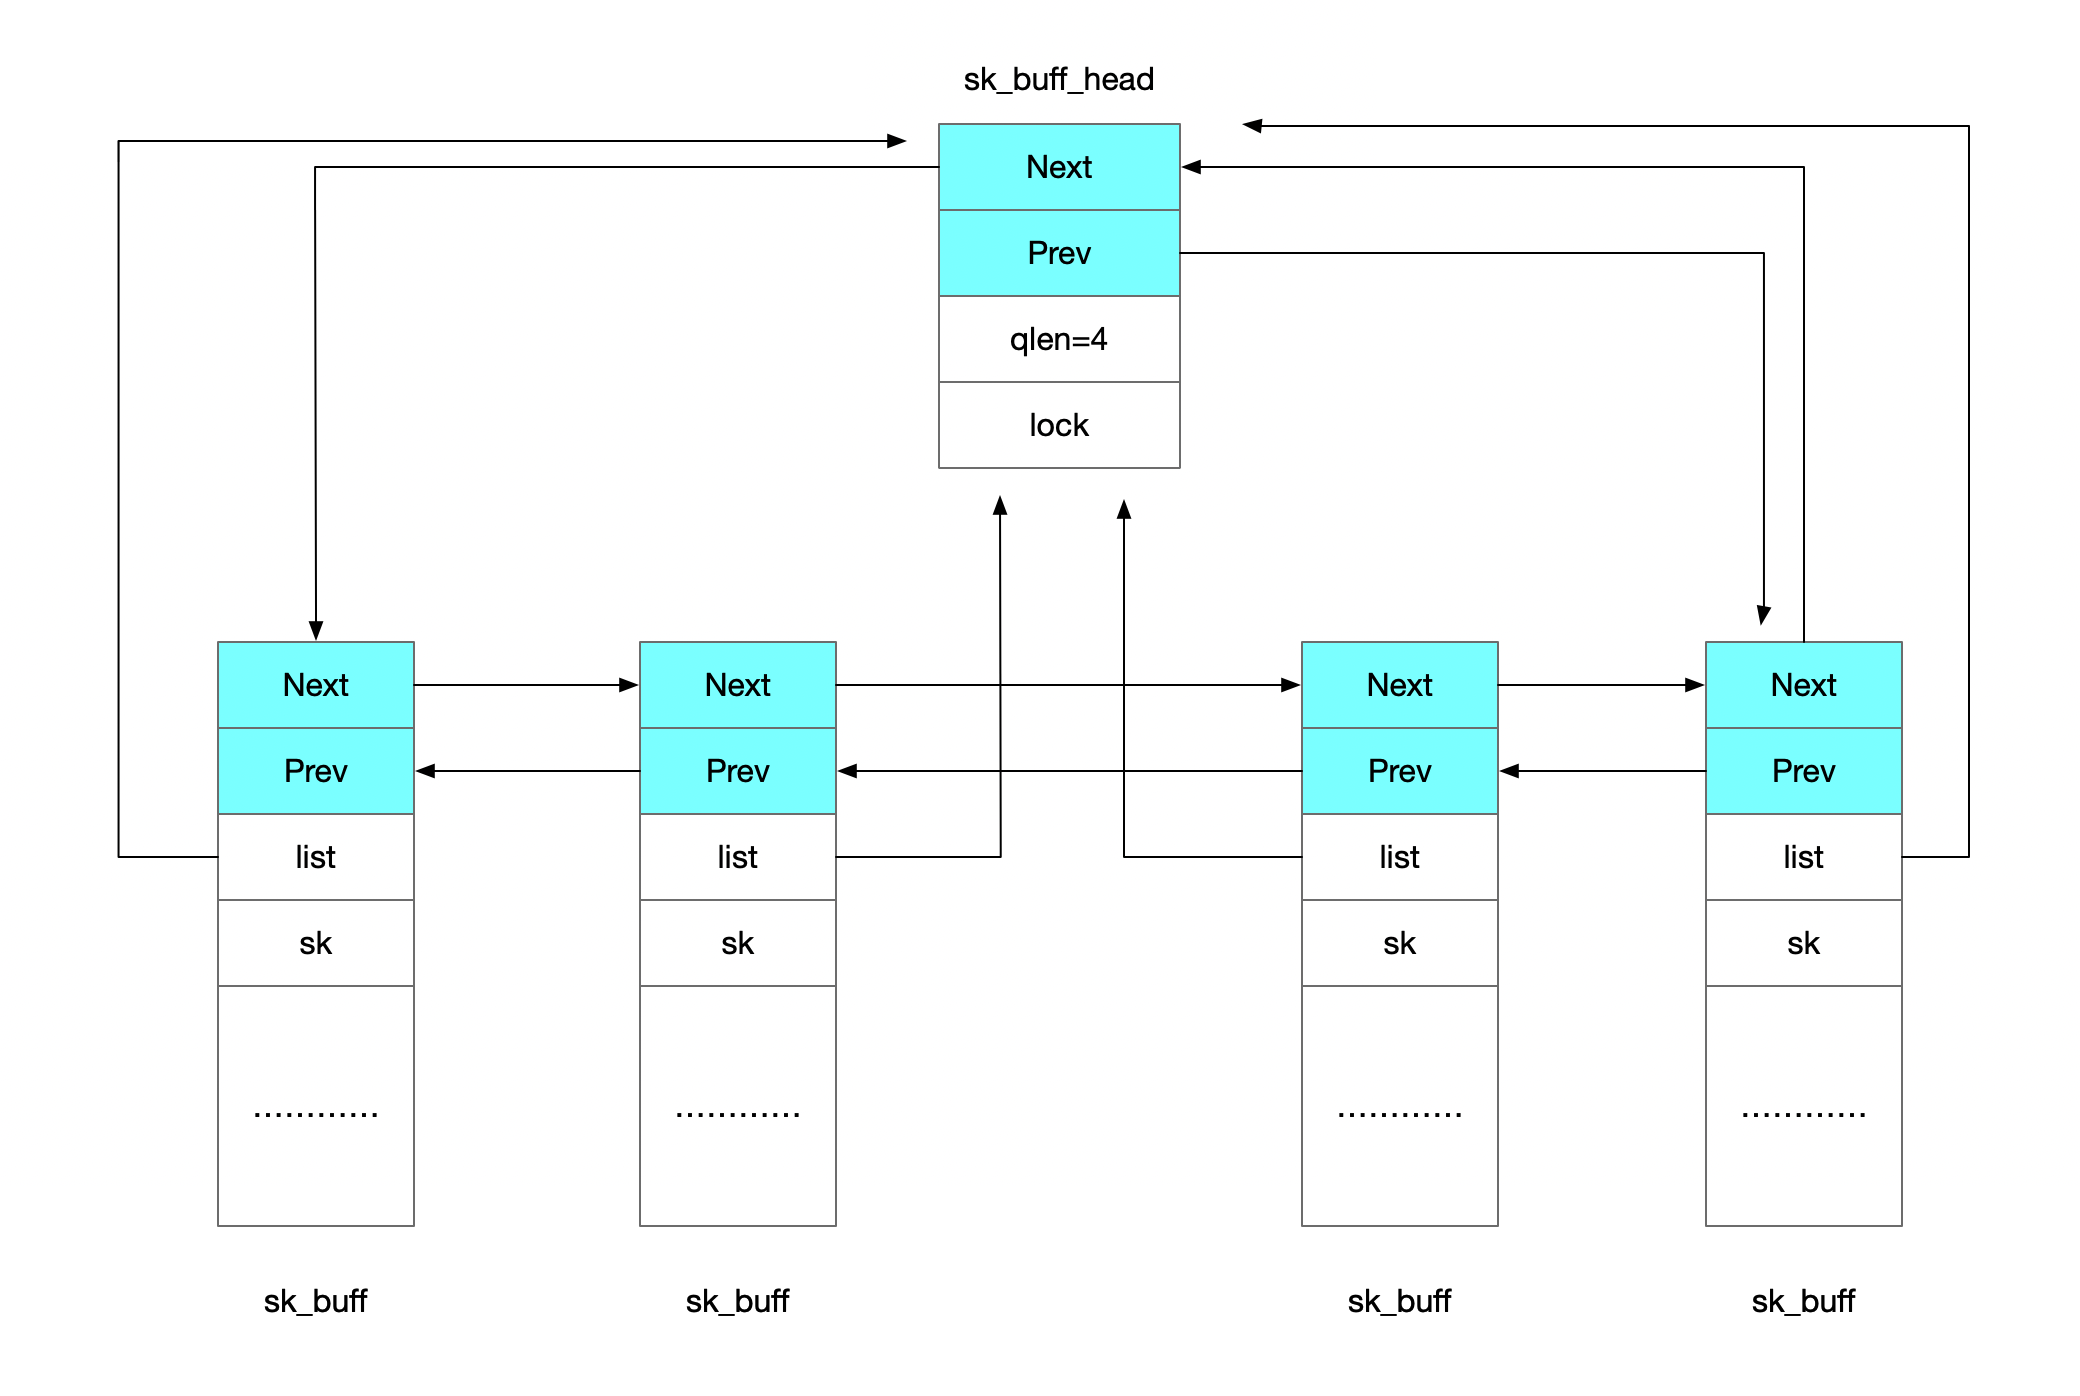 sk_buff_head
Next
Prev
qlen=4
lock
Next
Prev
list
sk
............
sk_buff
Next
Prev
list
sk
............
sk_buff
Next
Prev
list
sk
............
sk_buff
Next
Prev
list
sk
............
sk_buff